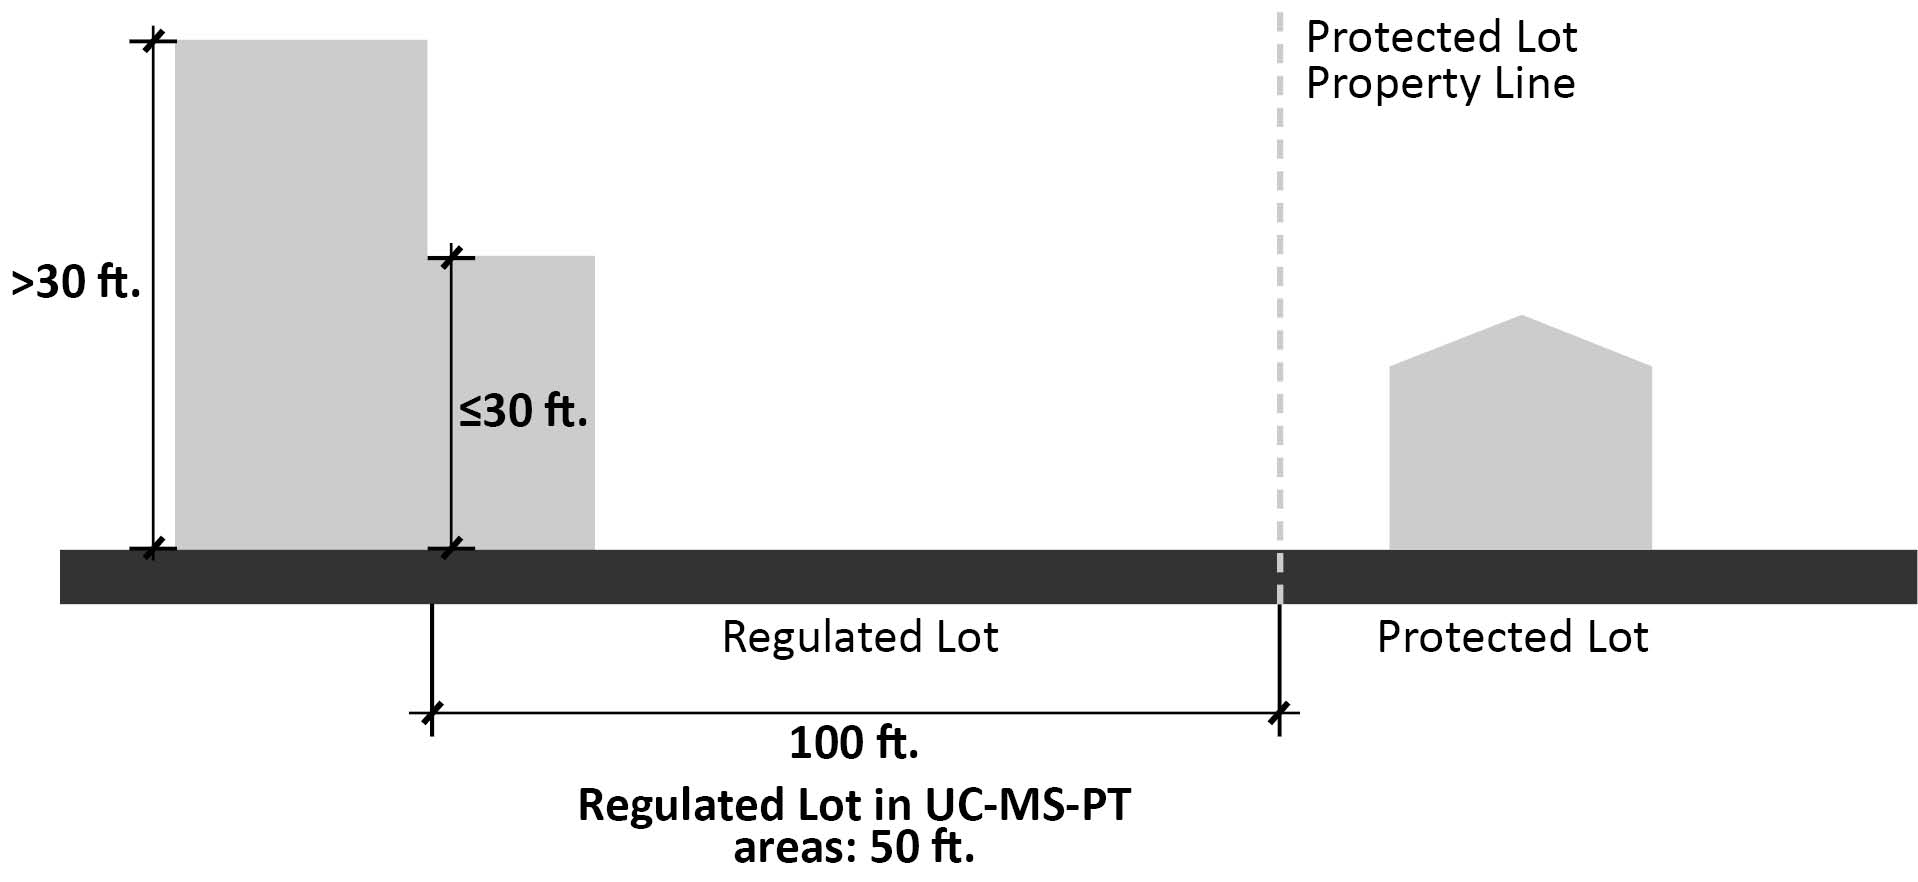 Protected Lot
Property Line
>30 ft.
≤30 ft.
Regulated Lot
Protected Lot
100 ft.
Regulated Lot in UC-MS-PT
areas: 50 ft.